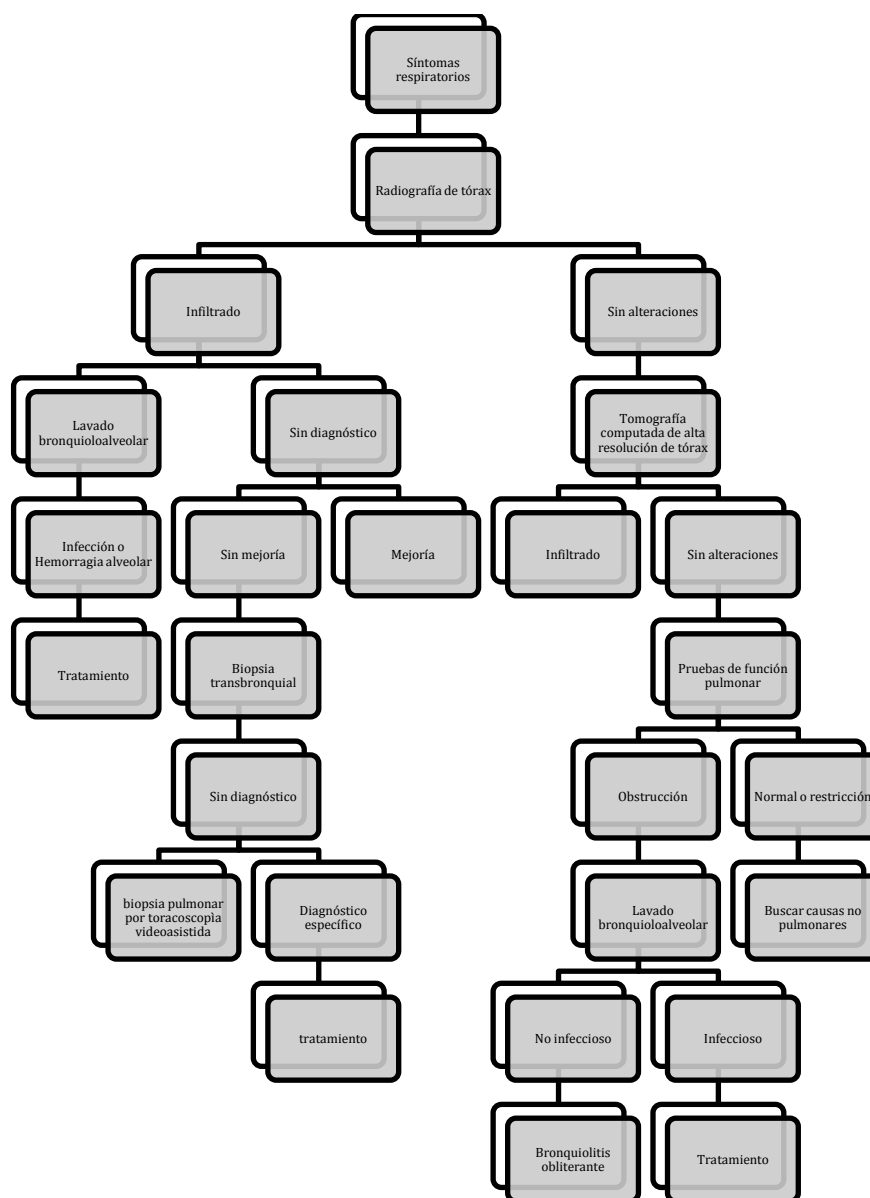 Síntomas
respiratorios
Radiografía de tórax
Infiltrado
Sin alteraciones
Lavado
bronquioloalveolar
Sin diagnóstico
Tomografía
computada de alta
resolución de tórax
Infección o
Hemorragia alveolar
Sin mejoría
Mejoría
Infiltrado
Sin alteraciones
Tratamiento
Biopsia
transbronquial
Pruebas de función
pulmonar
Sin diagnóstico
Obstrucción
Normal o restricción
biopsia pulmonar
por toracoscopìa
videoasistida
Diagnóstico
específico
Lavado
bronquioloalveolar
Buscar causas no
pulmonares
tratamiento
No infeccioso
Infeccioso
Bronquiolitis
obliterante
Tratamiento